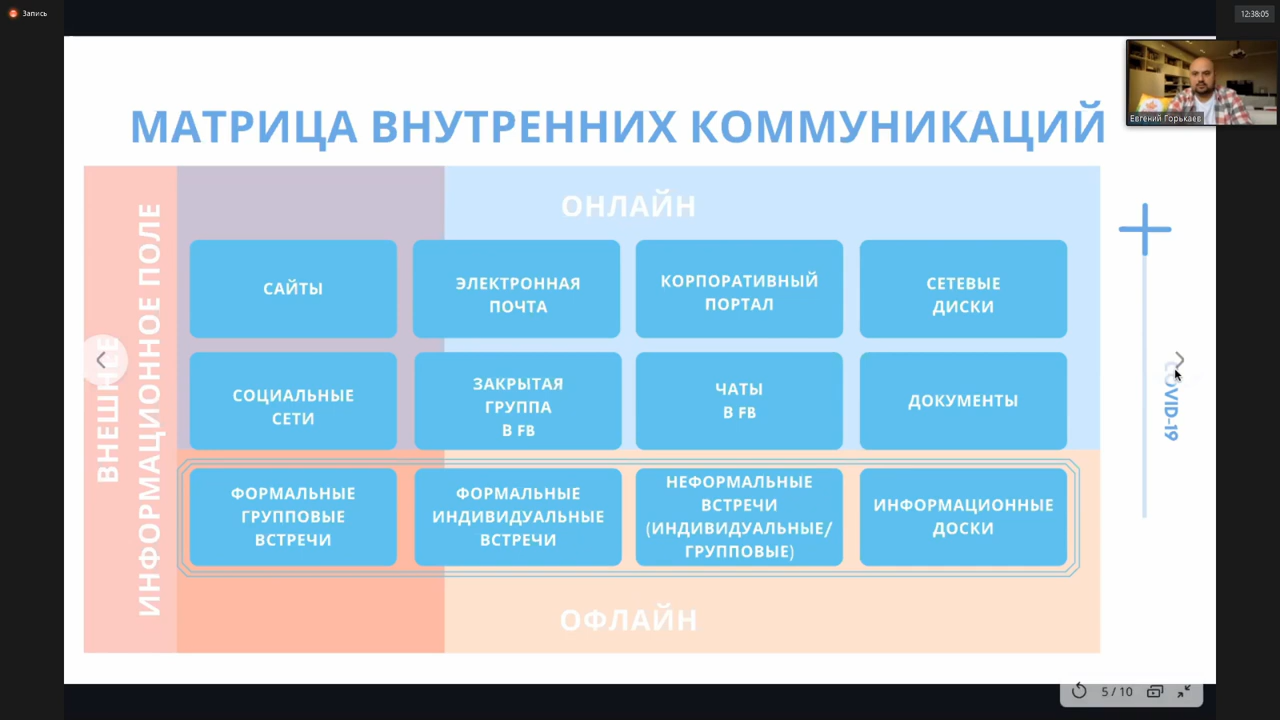 Запись
12:38:05
Евгений Горькаев
МАТРИЦА ВНУТРЕННИХ КОММУНИКАЦИЙ
ВНЕШНЕЕ
ИНФОРМАЦИОННОЕ ПОЛЕ
ОНЛАЙН
САЙТЫ
ЭЛЕКТРОННАЯ
ПОЧТА
КОРПОРАТИВНЫЙ
ПОРТАЛ
СЕТЕВЫЕ
ДИСКИ
СОЦИАЛЬНЫЕ
СЕТИ
ЗАКРЫТАЯ
ГРУППА
В FB
ЧАТЫ
В FB
ДОКУМЕНТЫ
ФОРМАЛЬНЫЕ
ГРУППОВЫЕ
ВСТРЕЧИ
ФОРМАЛЬНЫЕ
ИНДИВИДУАЛЬНЫЕ
ВСТРЕЧИ
НЕФОРМАЛЬНЫЕ
ВСТРЕЧИ
(ИНДИВИДУАЛЬНЫЕ/
ГРУППОВЫЕ)
ИНФОРМАЦИОННЫЕ
ДОСКИ
ОФЛАЙН
COVID-19
5 / 10